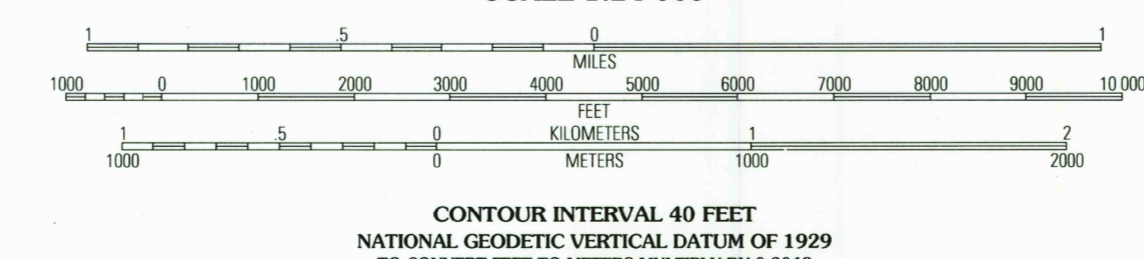 1 .5 0 1
MILES
1000 0 1000 2000 3000 4000 5000 6000 7000 8000 9000 10 000
FEET
1 .5 0 KILOMETERS 1 2
1000 0 METERS 1000 2000
CONTOUR INTERVAL 40 FEET
NATIONAL GEODETIC VERTICAL DATUM OF 1929